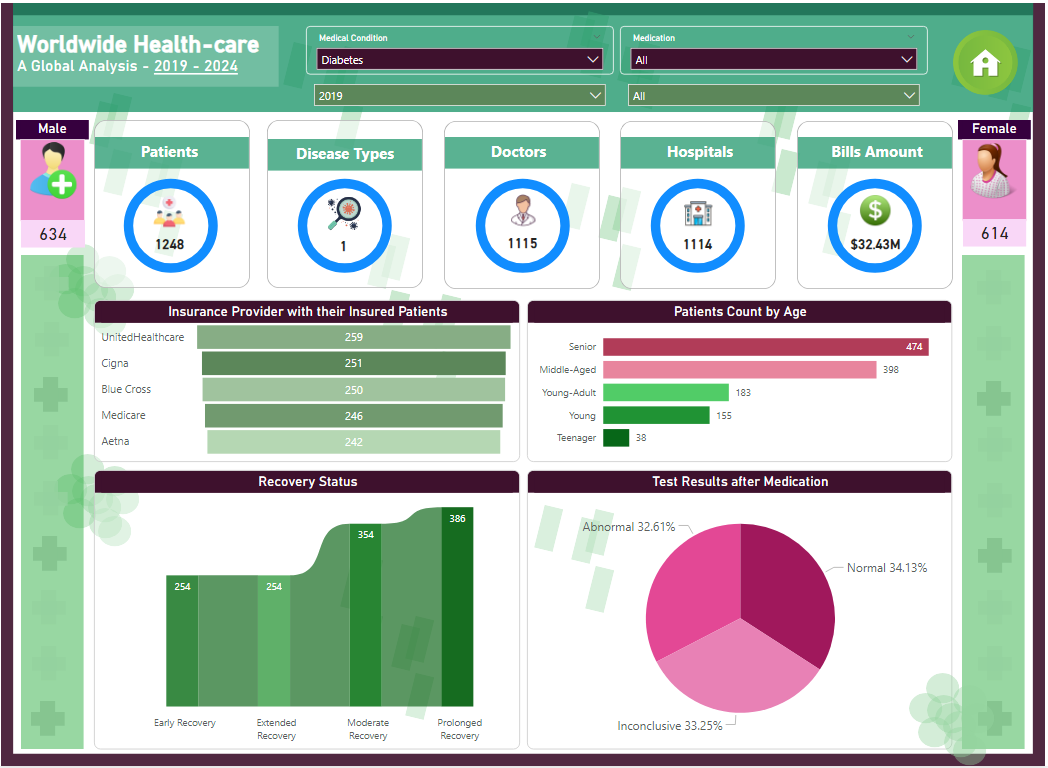 Worldwide Health-care
A Global Analysis - 2019 - 2024
Medical Condition
Diabetes
2019
Medication
All
All
Male
634
Female
614
Patients
1248
Disease Types
1
Doctors
1115
Hospitals
1114
Bills Amount
$
$32.43M
Insurance Provider with their Insured Patients
UnitedHealthcare 259
Cigna 251
Blue Cross 250
Medicare 246
Aetna 242
Patients Count by Age
Senior 474
Middle-Aged 398
Young-Adult 183
Young 155
Teenager 38
Recovery Status
254 254 354 386
Early Recovery
Extended
Recovery
Moderate
Recovery
Prolonged
Recovery
Test Results after Medication
Abnormal 32.61%
Normal 34.13%
Inconclusive 33.25%